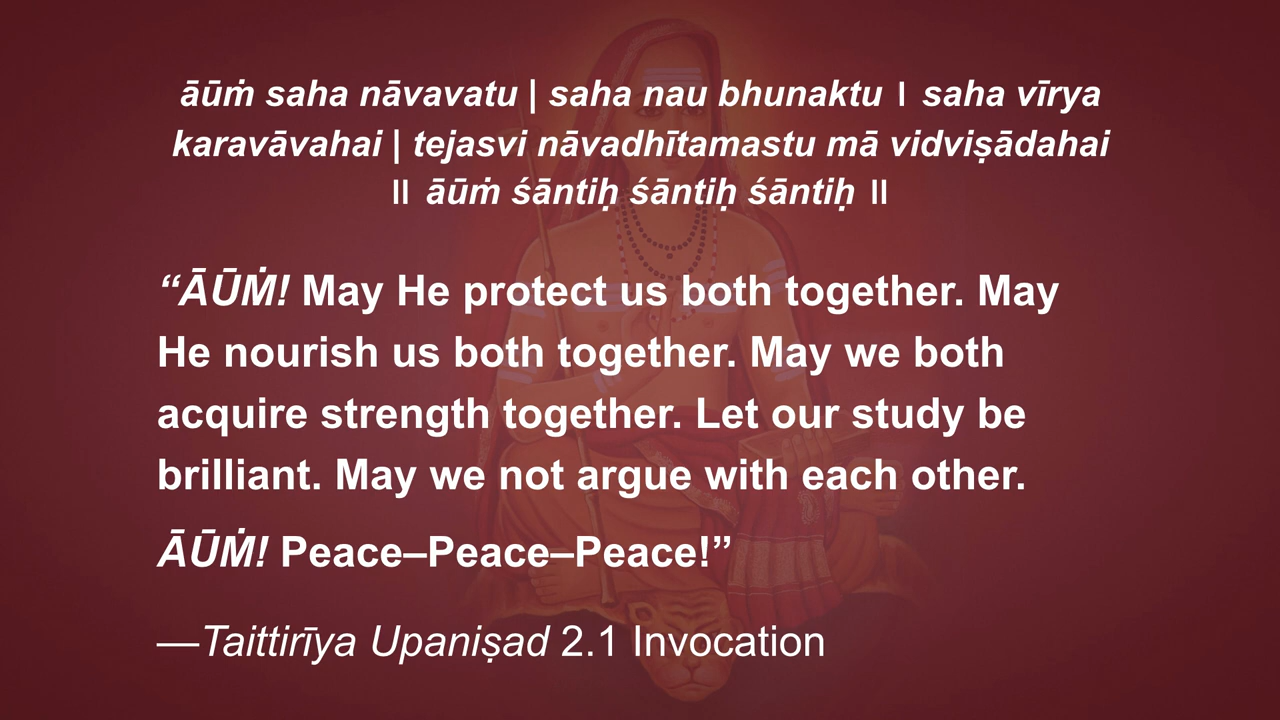 āūṁ saha nāvavatu | saha nau bhunaktu । saha vīrya
karavāvahai | tejasvi nāvadhītamastu mā vidviṣādahai
॥ āūṁ śāntiḥ śāntiḥ śāntiḥ ॥
“ĀŪṀ! May He protect us both together. May
He nourish us both together. May we both
acquire strength together. Let our study be
brilliant. May we not argue with each other.
ĀŪṀ! Peace–Peace–Peace!”
—Taittirīya Upaniṣad 2.1 Invocation